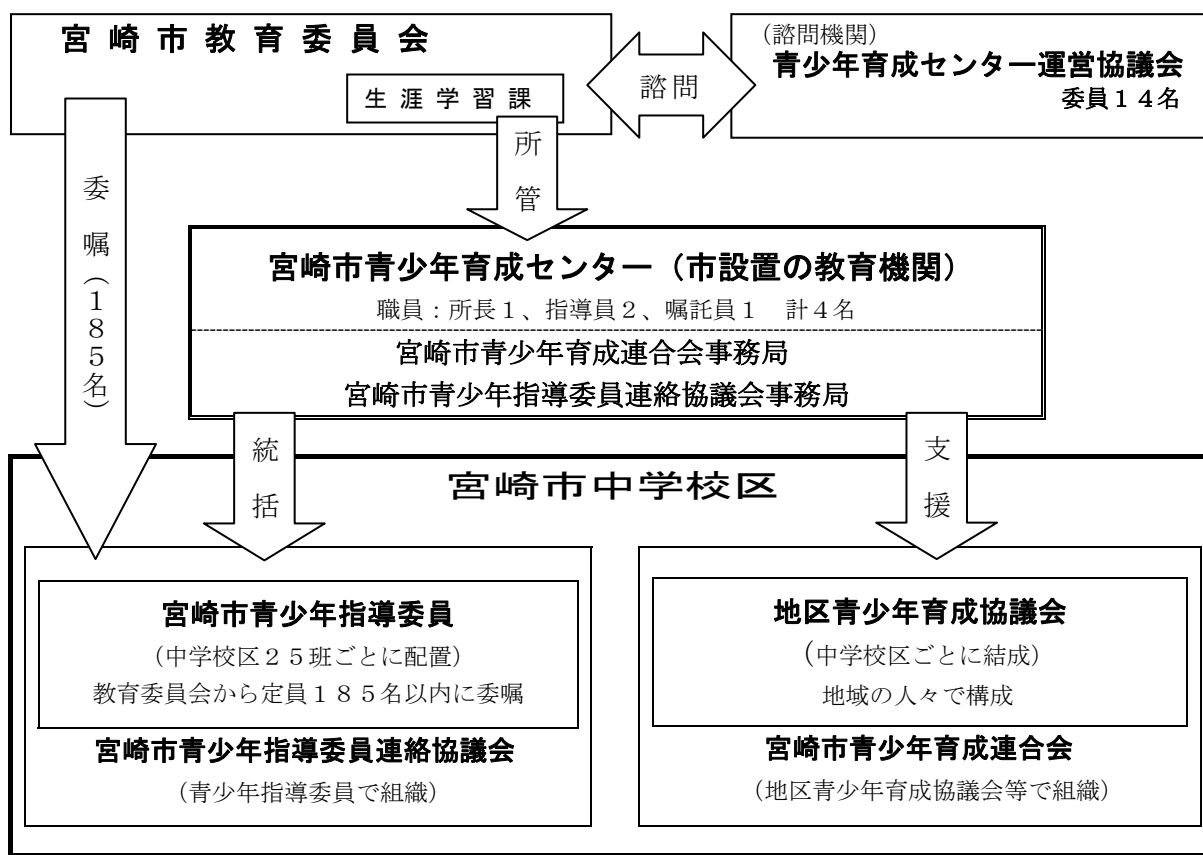 宮崎市教育委員会
生涯学習課
諮問
(諮問機関)
青少年育成センター運営協議会
委員14名
委嘱(185名)
所管
宮崎市青少年育成センター(市設置の教育機関)
職員:所長1、指導員2、嘱託員1 計4名
宮崎市青少年育成連合会事務局
宮崎市青少年指導委員連絡協議会事務局
統括
支援
宮崎市中学校区
宮崎市青少年指導委員
(中学校区25班ごとに配置)
教育委員会から定員185名以内に委嘱
宮崎市青少年指導委員連絡協議会
(青少年指導委員で組織)
地区青少年育成協議会
(中学校区ごとに結成)
地域の人々で構成
宮崎市青少年育成連合会
(地区青少年育成協議会等で組織)